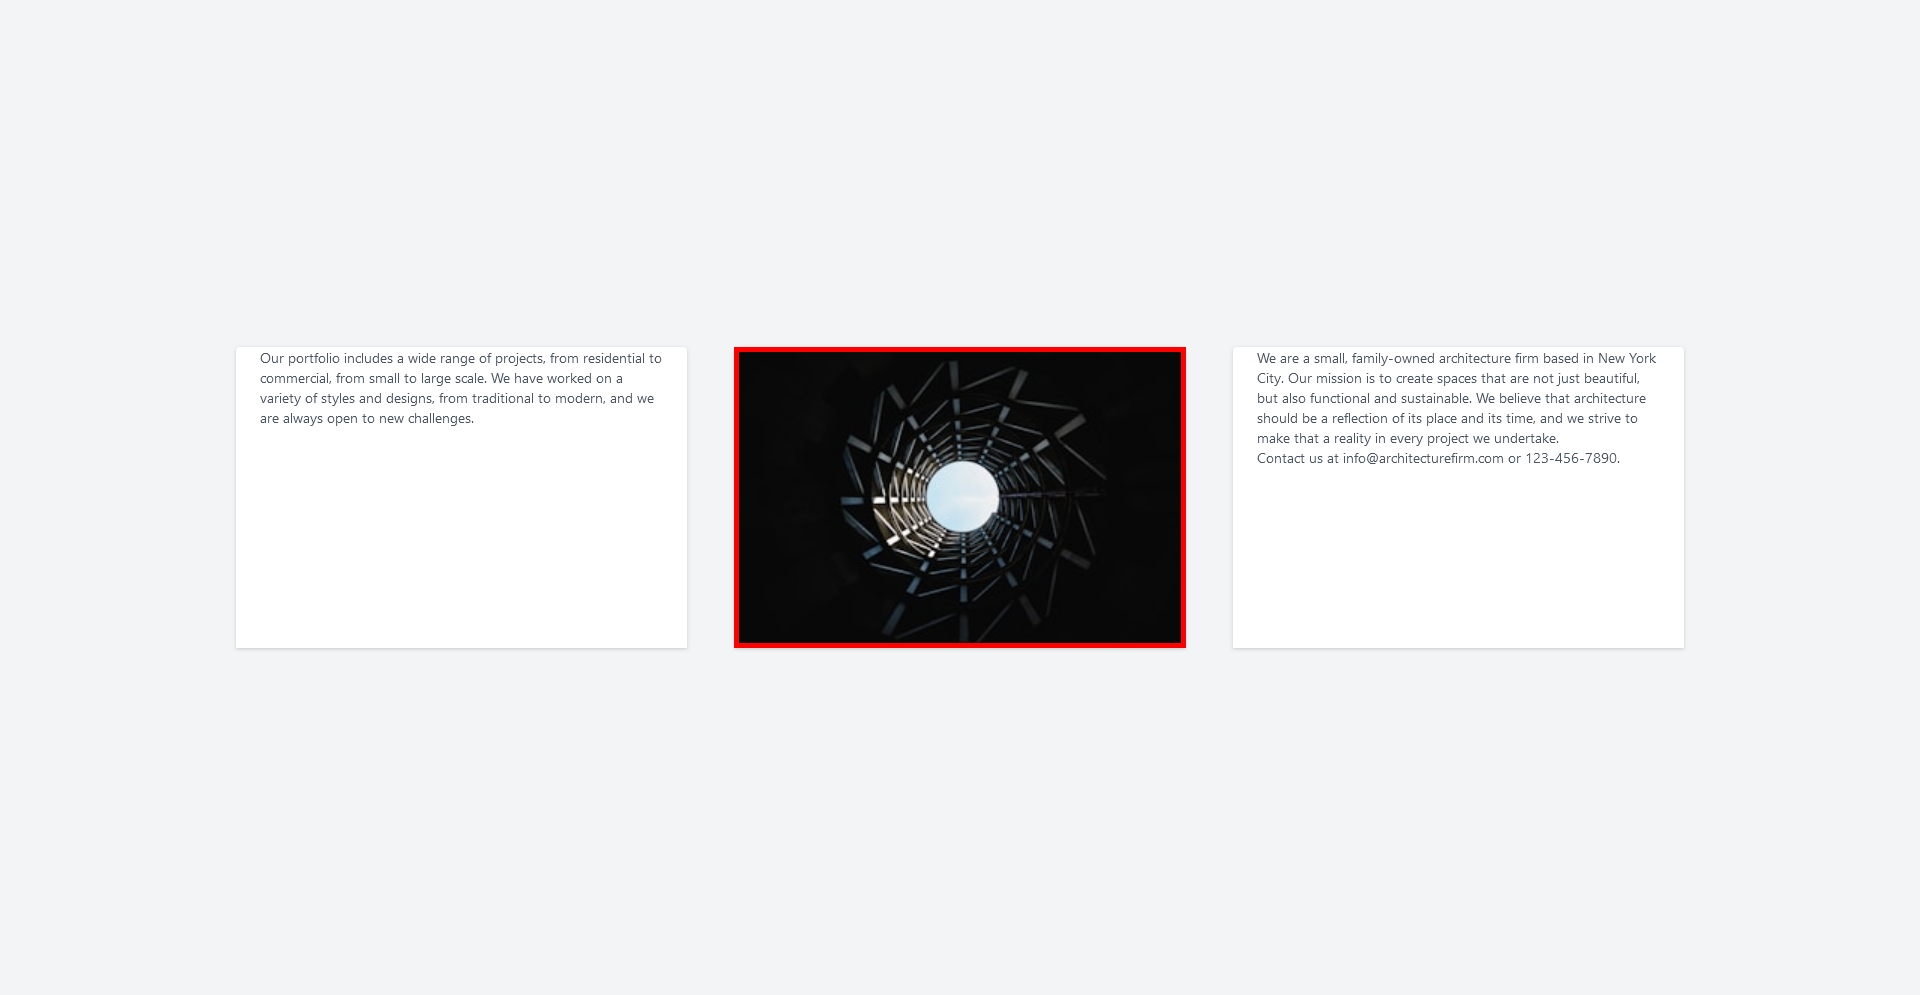 Our portfolio includes a wide range of projects, from residential to
commercial, from small to large scale. We have worked on a
variety of styles and designs, from traditional to modern, and we
are always open to new challenges.
We are a small, family-owned architecture firm based in New York
City. Our mission is to create spaces that are not just beautiful,
but also functional and sustainable. We believe that architecture
should be a reflection of its place and its time, and we strive to
make that a reality in every project we undertake.
Contact us at info@architecturefirm.com or 123-456-7890.